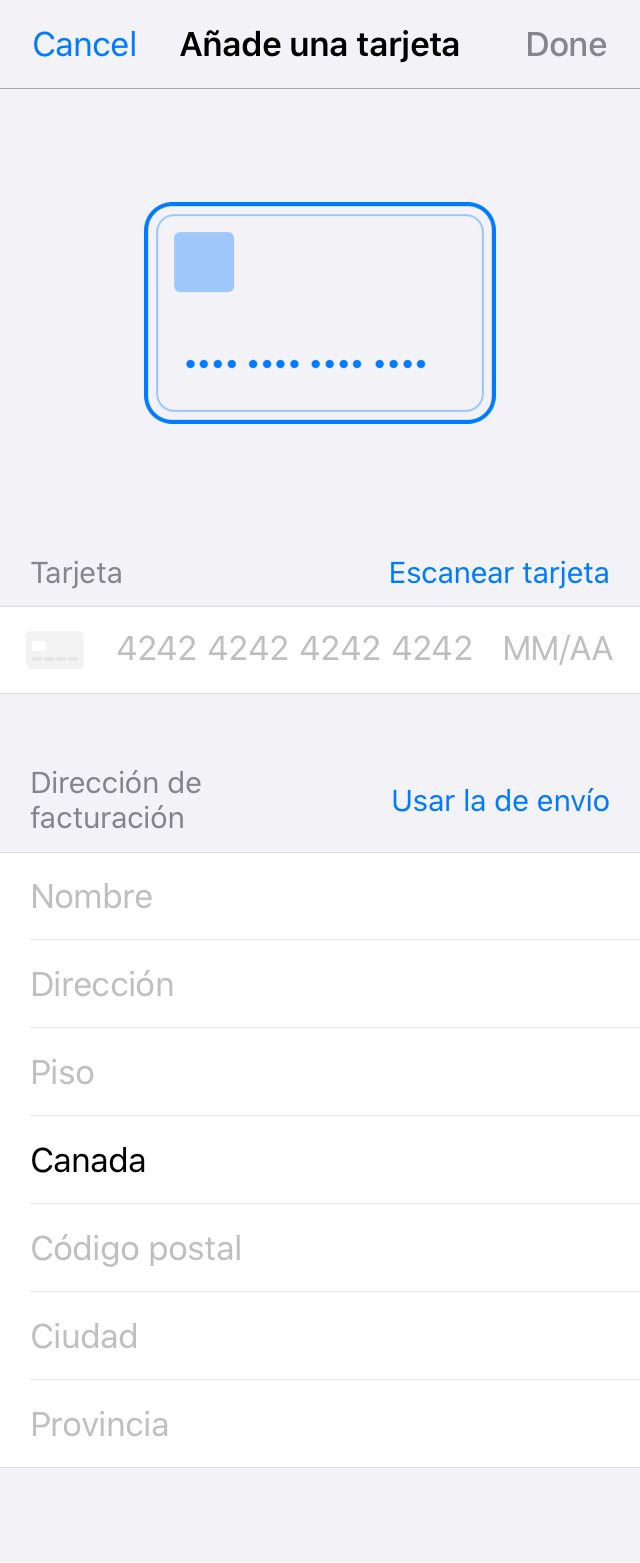 Cancel Añade una tarjeta Done
Tarjeta Escanear tarjeta
4242 4242 4242 4242 MM/AA
Dirección de
facturación
Usar la de envío
Nombre
Dirección
Piso
Canada
Código postal
Ciudad
Provincia